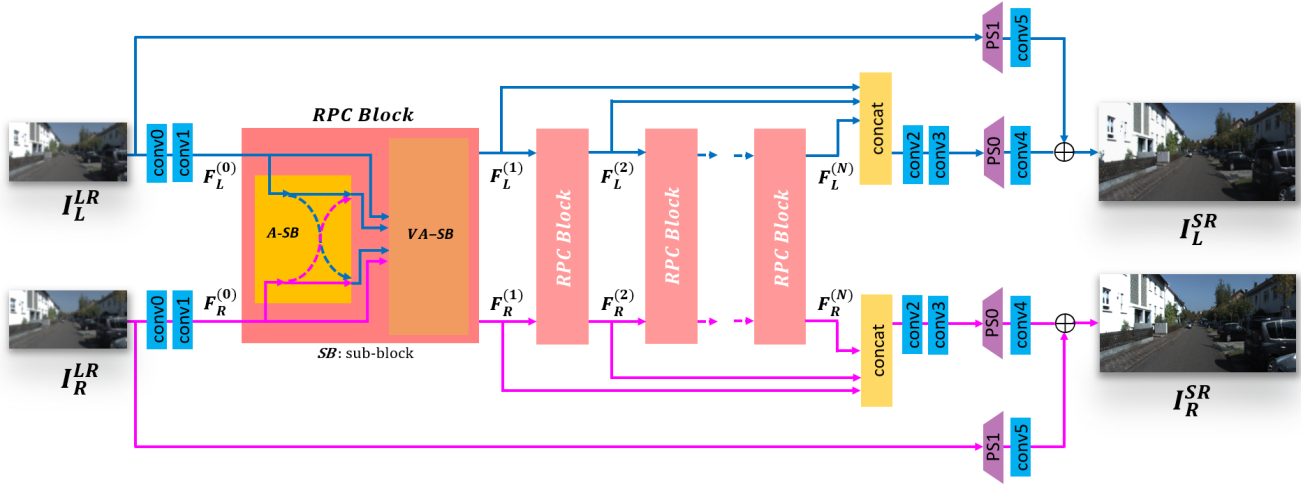 PS1
conv5
RPC Block
I_L^{LR}
conv0
conv1
F_L^{(0)}
A-SB
VA-SB
F_L^{(1)}
RPC Block
F_L^{(2)}
RPC Block
RPC Block
F_L^{(N)}
concat
conv2
conv3
PS0
conv4
I_L^{SR}
I_R^{LR}
conv0
conv1
F_R^{(0)}
SB: sub-block
F_R^{(1)}
F_R^{(2)}
F_R^{(N)}
concat
conv2
conv3
PS0
conv4
I_R^{SR}
PS1
conv5